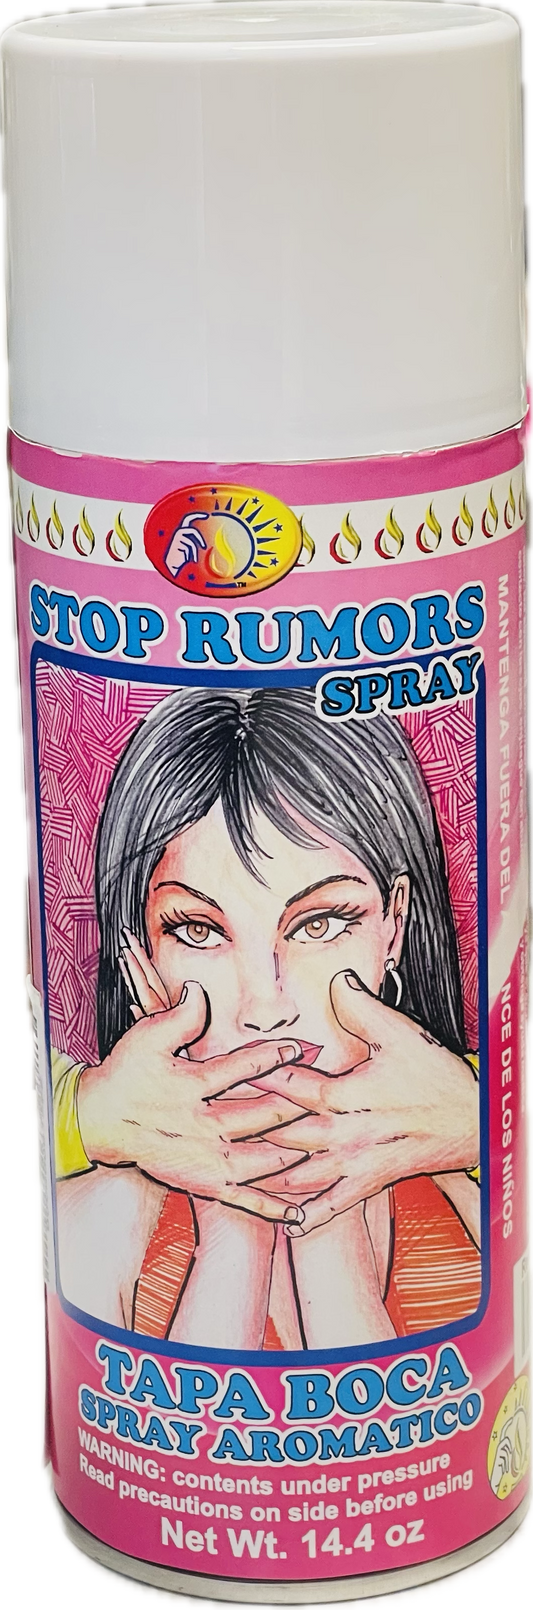 STOP RUMORS
SPRAY
TAPA BOCA
SPRAY AROMATICO
WARNING: contents under pressure
Read precautions on side before using
Net Wt. 14.4 oz
MANTENGA FUERA DEL
NCE DE LOS NIÑOS